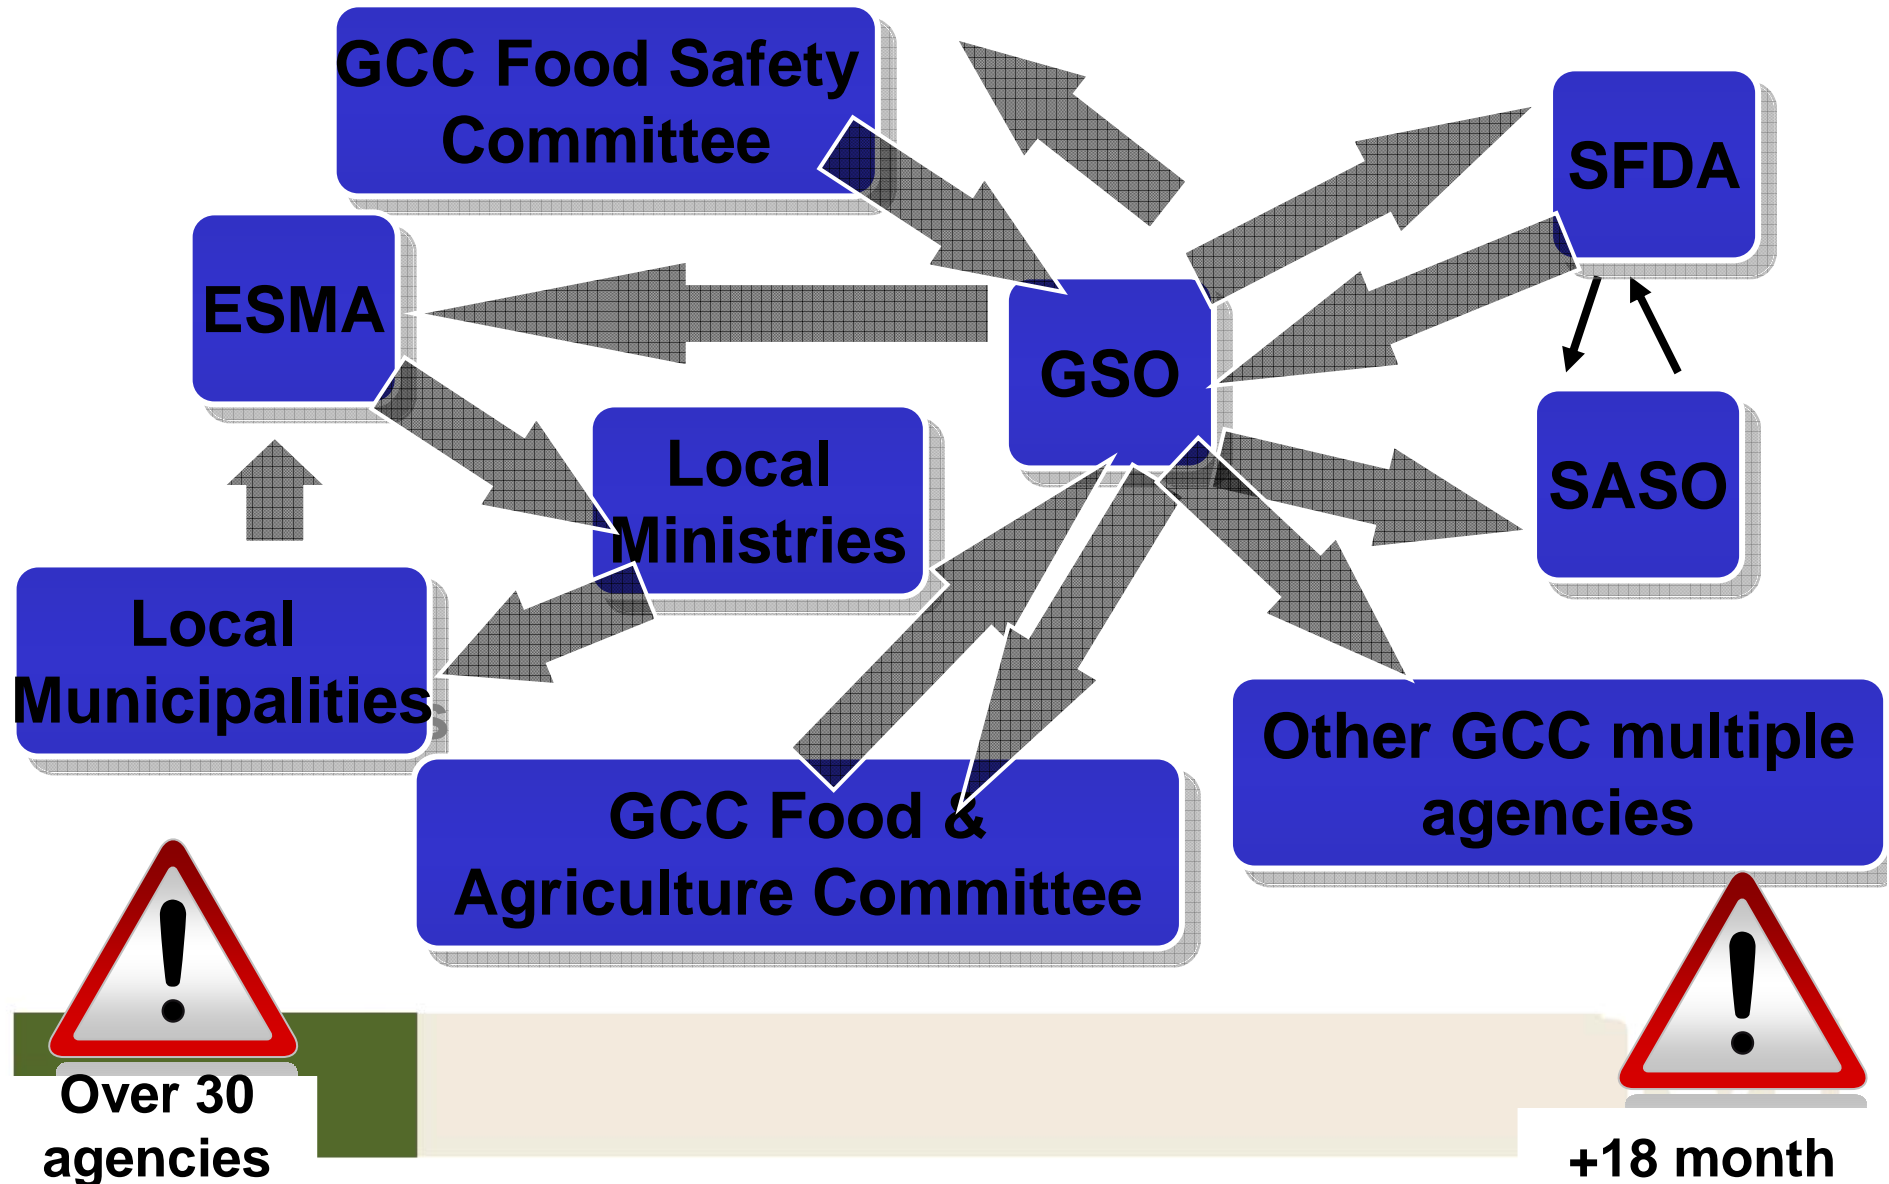 GCC Food Safety
Committee
SFDA
ESMA
GSO
Local
Ministries
SASO
Local
Municipalities
GCC Food &
Agriculture Committee
Other GCC multiple
agencies
Over 30
agencies
+18 month